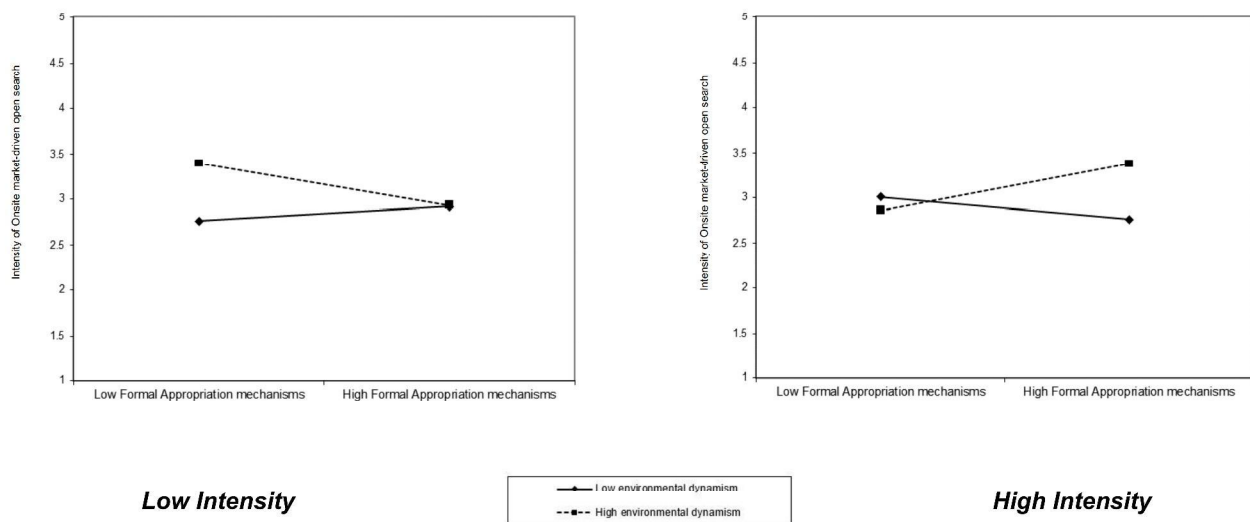 Intensity of Onsite market-driven open search
5
4.5
4
3.5
3
2.5
2
1.5
1
Low Formal Appropriation mechanisms
High Formal Appropriation mechanisms
Intensity of Onsite market-driven open search
5
4.5
4
3.5
3
2.5
2
1.5
1
Low Formal Appropriation mechanisms
High Formal Appropriation mechanisms
Low Intensity
Low environmental dynamism
High environmental dynamism
High Intensity